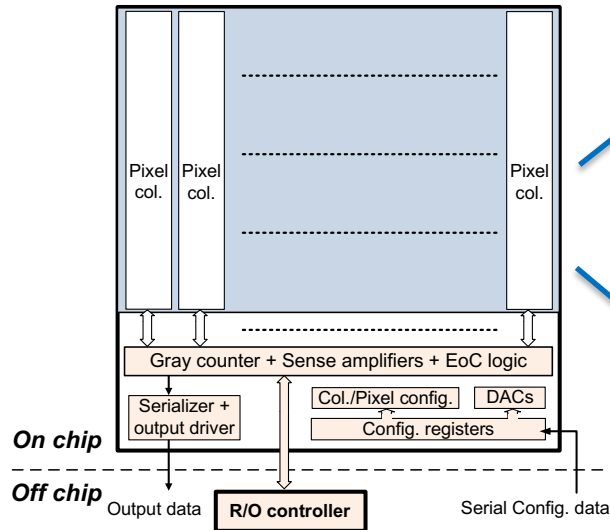 Pixel
col.
Pixel
col.
Pixel
col.
Gray counter + Sense amplifiers + EoC logic
Serializer +
output driver
Col./Pixel config.
DACs
Config. registers
On chip
Off chip
Output data
R/O controller
Serial Config. data